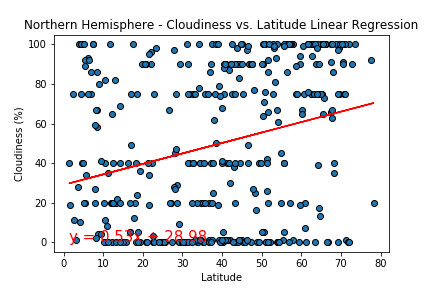 Northern Hemisphere - Cloudiness vs. Latitude Linear Regression
100
80
60
40
20
0
Cloudiness (%)
y = 0.53x + 28.98
0 10 20 30 40 50 60 70 80
Latitude